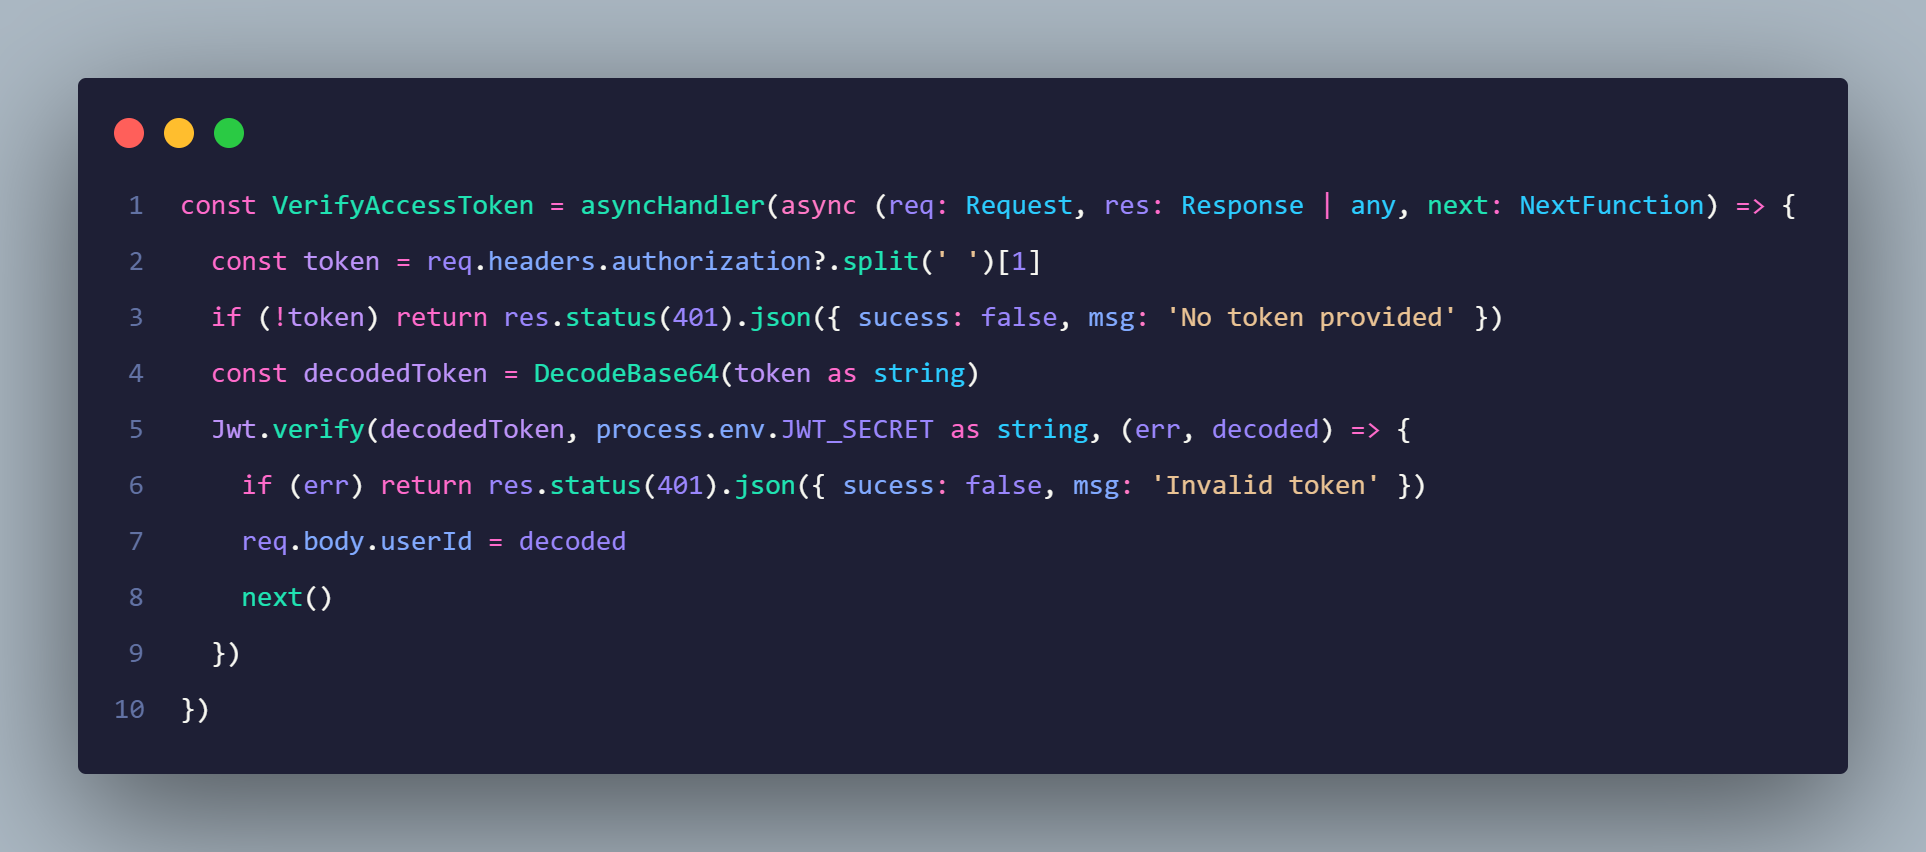 1 const VerifyAccessToken = asyncHandler(async (req: Request, res: Response | any, next: NextFunction) => {
2   const token = req.headers.authorization?.split(' ')[1]
3   if (!token) return res.status(401).json({ sucess: false, msg: 'No token provided' })
4   const decodedToken = DecodeBase64(token as string)
5   Jwt.verify(decodedToken, process.env.JWT_SECRET as string, (err, decoded) => {
6     if (err) return res.status(401).json({ sucess: false, msg: 'Invalid token' })
7     req.body.userId = decoded
8     next()
9   })
10 })